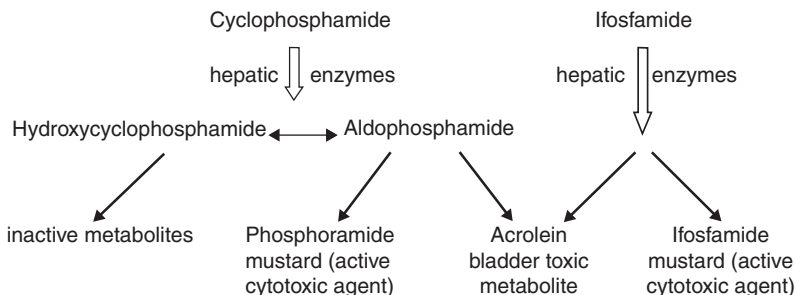 Cyclophosphamide
Ifosfamide
hepatic enzymes
hepatic enzymes
Hydroxycyclophosphamide
Aldophosphamide
inactive metabolites
Phosphoramide
mustard (active
cytotoxic agent)
Acrolein
bladder toxic
metabolite
Ifosfamide
mustard (active
cytotoxic agent)